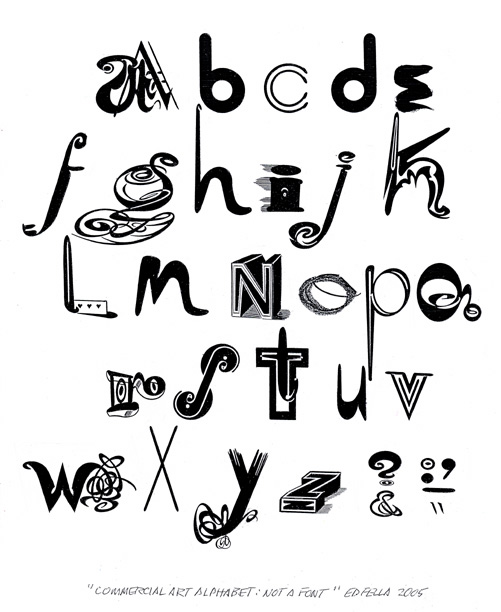 a b c d e
f g h i j k
L m N o p q
r s t u v
w X y z ? & : ; "
"COMMERCIAL ART ALPHABET: NOT A FONT" ED FELLA 2005